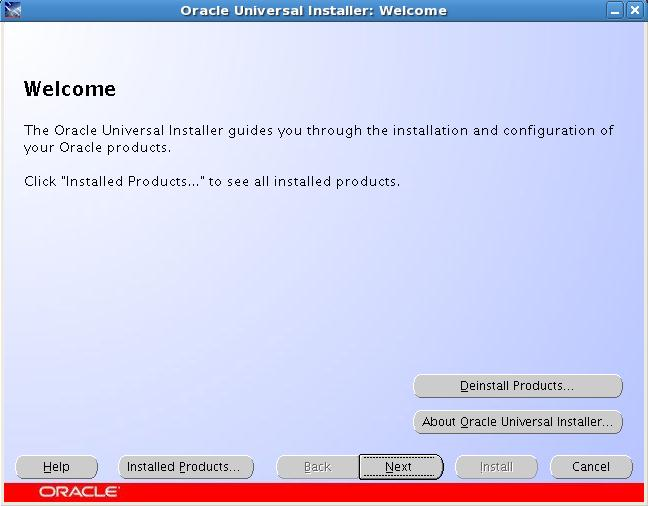 Oracle Universal Installer: Welcome
Welcome
The Oracle Universal Installer guides you through the installation and configuration of
your Oracle products.
Click "Installed Products..." to see all installed products.
Deinstall Products...
About Oracle Universal Installer...
Help Installed Products... Back Next Install Cancel
ORACLE